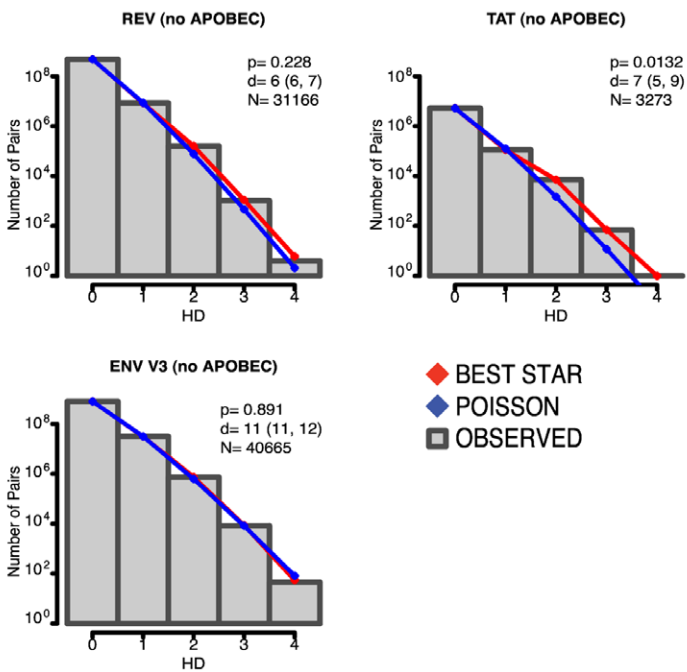 REV (no APOBEC)
p= 0.228
d= 6 (6, 7)
N= 31166
Number of Pairs
10^8
10^6
10^4
10^2
10^0
0 1 2 3 4
HD
TAT (no APOBEC)
p= 0.0132
d= 7 (5, 9)
N= 3273
Number of Pairs
10^8
10^6
10^4
10^2
10^0
0 1 2 3 4
HD
ENV V3 (no APOBEC)
p= 0.891
d= 11 (11, 12)
N= 40665
Number of Pairs
10^8
10^6
10^4
10^2
10^0
0 1 2 3 4
HD
BEST STAR
POISSON
OBSERVED